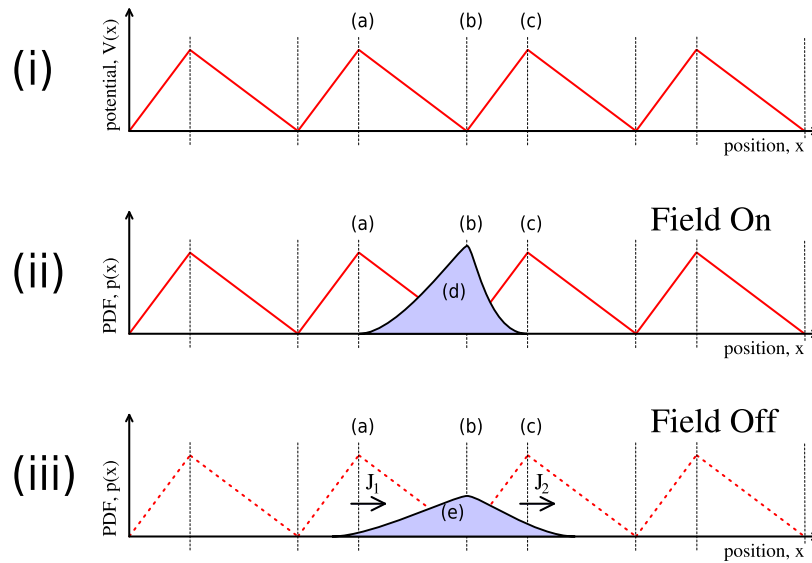 (i)
potential, V(x)
(a)
(b)
(c)
position, x
(ii)
PDF, p(x)
(a)
(b)
(c)
Field On
(d)
position, x
(iii)
PDF, p(x)
(a)
(b)
(c)
Field Off
J1
J2
(e)
position, x